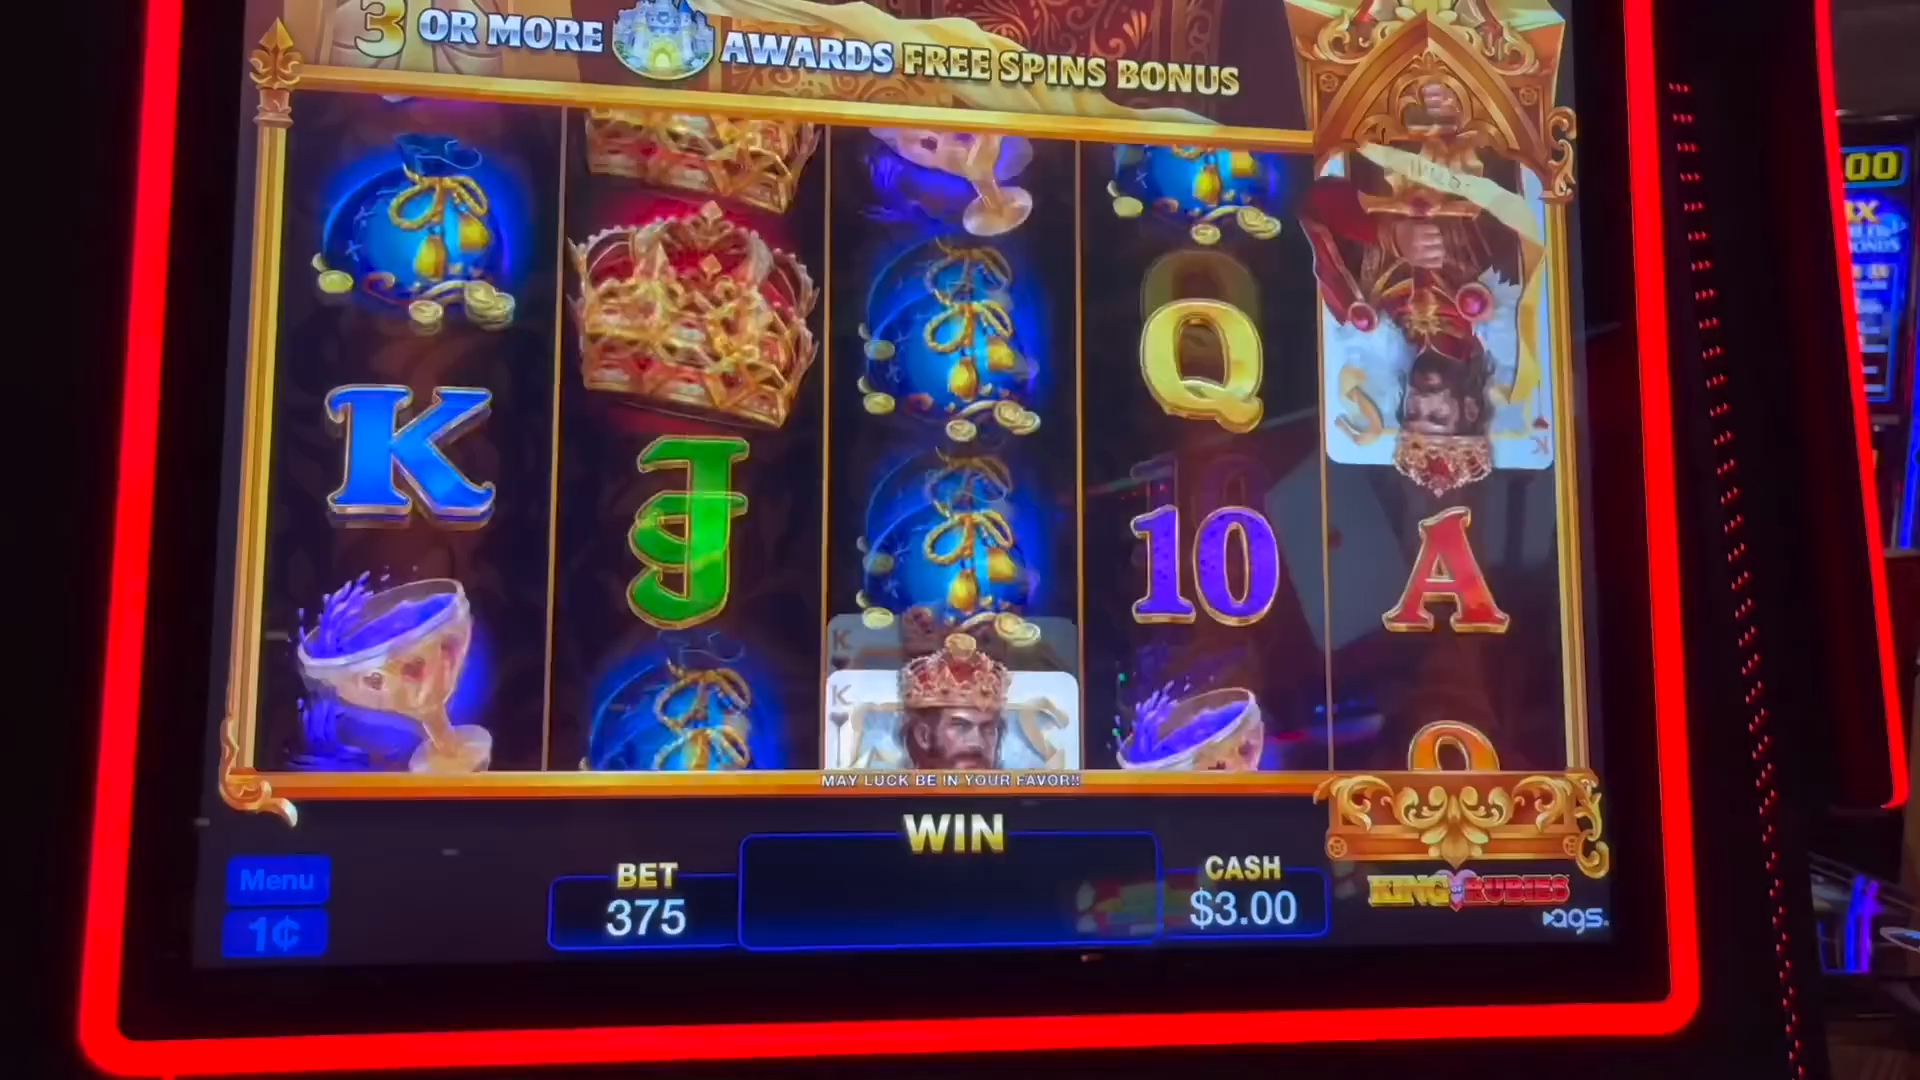 3 OR MORE AWARDS FREE SPINS BONUS
00
K
J
Q
10
A
K
K
K
Q
MAY LUCK BE IN YOUR FAVOR!!
WIN
Menu
1¢
BET
375
CASH
$3.00
KING OF RUBIES
AGS